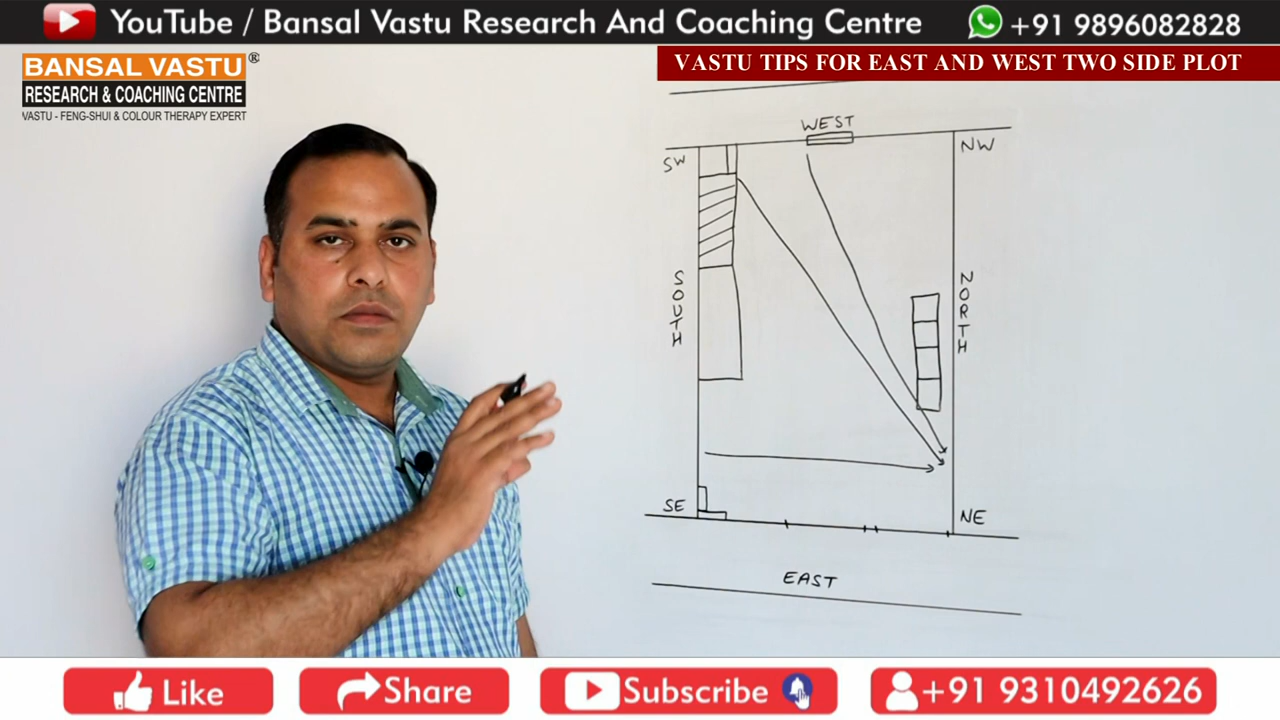 YouTube / Bansal Vastu Research And Coaching Centre
+91 9896082828
BANSAL VASTU®
RESEARCH & COACHING CENTRE
VASTU - FENG-SHUI & COLOUR THERAPY EXPERT
VASTU TIPS FOR EAST AND WEST TWO SIDE PLOT
WEST
SW
NW
SOUTH
NORTH
SE
NE
EAST
Like
Share
Subscribe
+91 9310492626